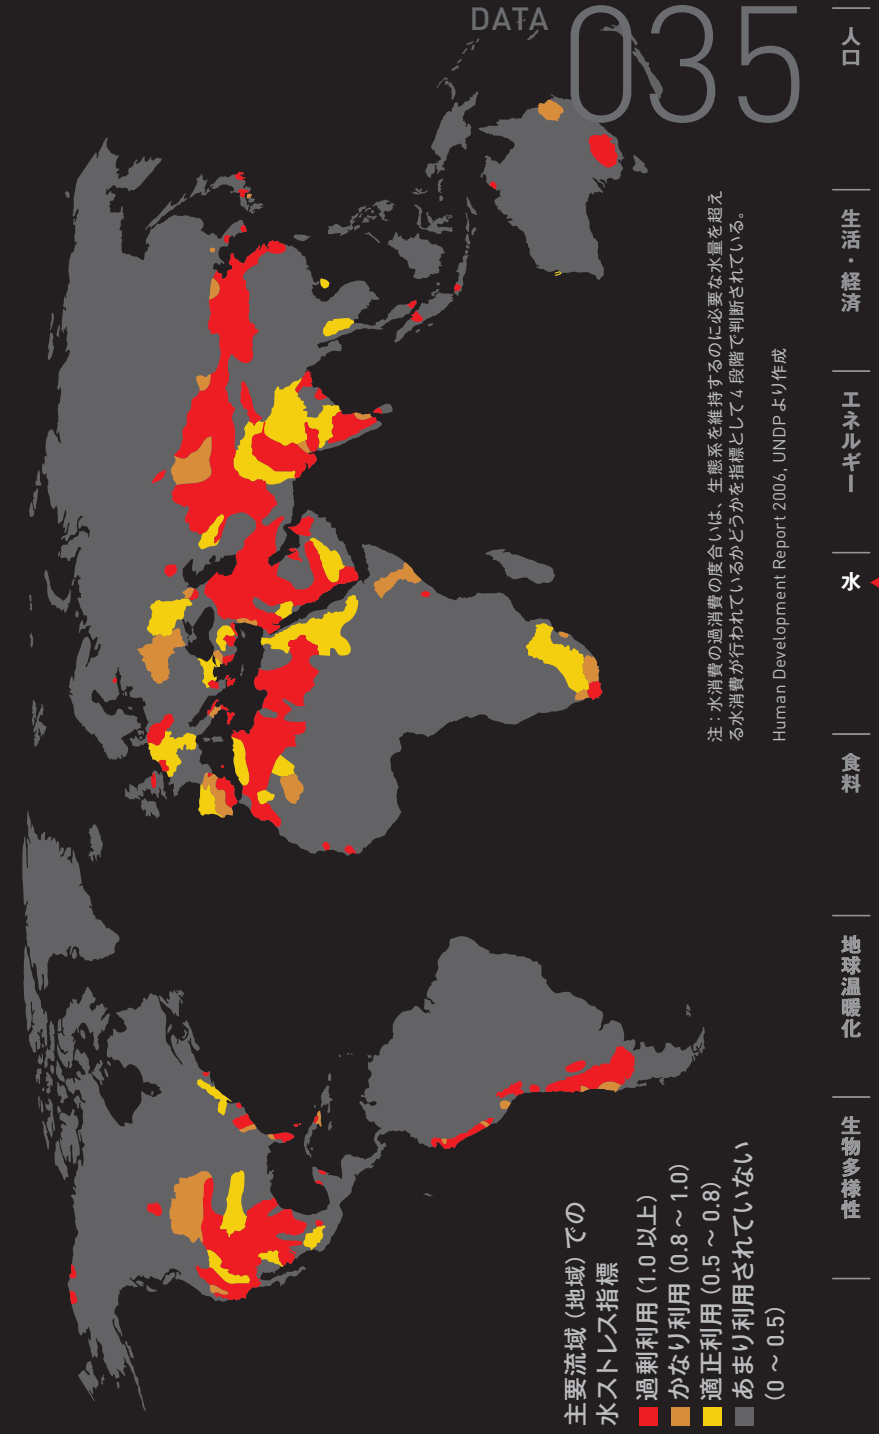 DATA
035
主要流域（地域）での
水ストレス指標
過剰利用（1.0 以上）
かなり利用（0.8 ～ 1.0）
適正利用（0.5 ～ 0.8）
あまり利用されていない
（0 ～ 0.5）
注：水消費の過消費の度合いは、生態系を維持するのに必要な水量を超え
る水消費が行われているかどうかを指標として4 段階で判断されている。
Human Development Report 2006, UNDPより作成
人口
生活・経済
エネルギー
水
食料
地球温暖化
生物多様性